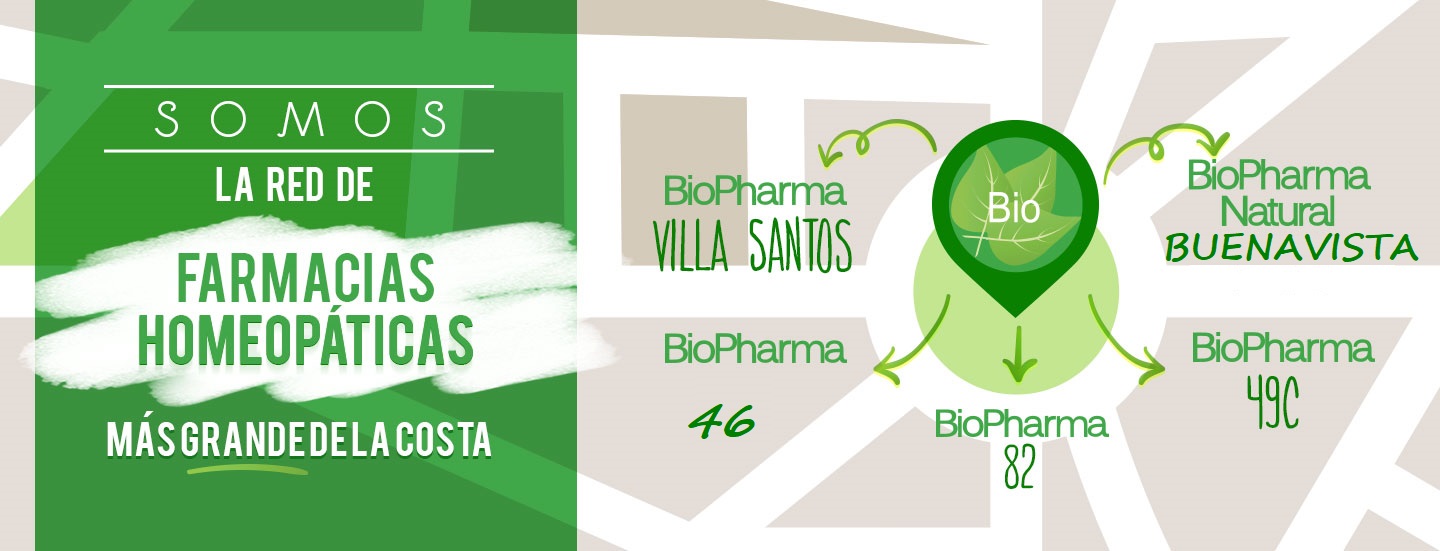 SOMOS
LA RED DE
FARMACIAS
HOMEOPÁTICAS
MÁS GRANDE DE LA COSTA
BioPharma
VILLA SANTOS
Bio
BioPharma
Natural
BUENAVISTA
BioPharma
46
BioPharma
82
BioPharma
49C